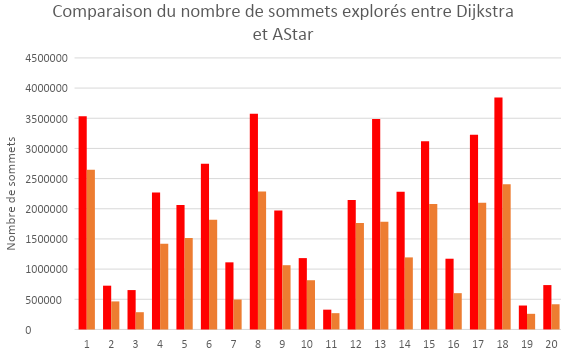 Comparaison du nombre de sommets explorés entre Dijkstra
et AStar
4500000
4000000
3500000
3000000
2500000
2000000
1500000
1000000
500000
0
Nombre de sommets
1 2 3 4 5 6 7 8 9 10 11 12 13 14 15 16 17 18 19 20